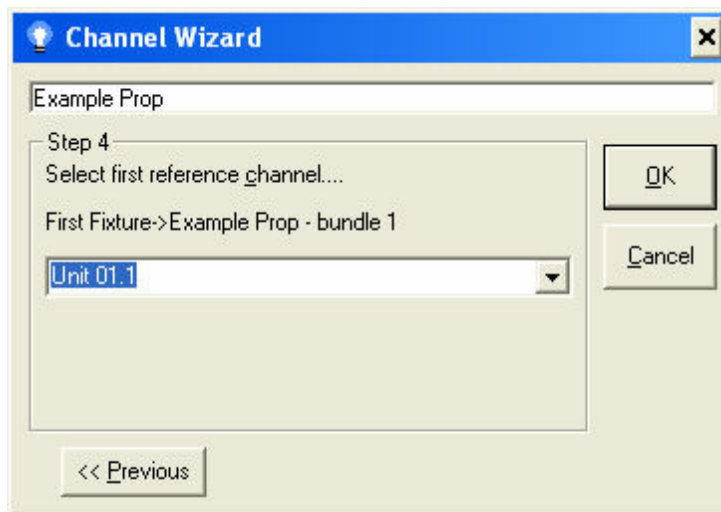 Channel Wizard
Example Prop
Step 4
Select first reference channel....
First Fixture->Example Prop - bundle 1
Unit 01.1
OK
Cancel
<< Previous